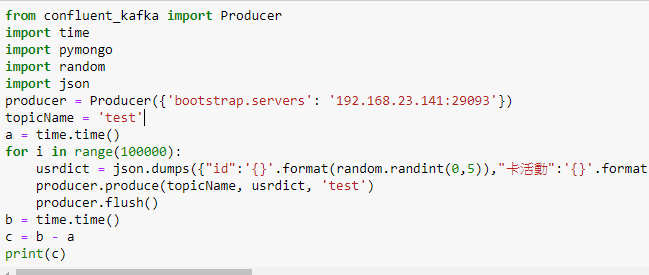 from confluent_kafka import Producer
import time
import pymongo
import random
import json
producer = Producer({'bootstrap.servers': '192.168.23.141:29093'})
topicName = 'test'
a = time.time()
for i in range(100000):
    usrdict = json.dumps({"id":'{}'.format(random.randint(0,5)),"卡活動":'{}'.format
    producer.produce(topicName, usrdict, 'test')
    producer.flush()
b = time.time()
c = b - a
print(c)